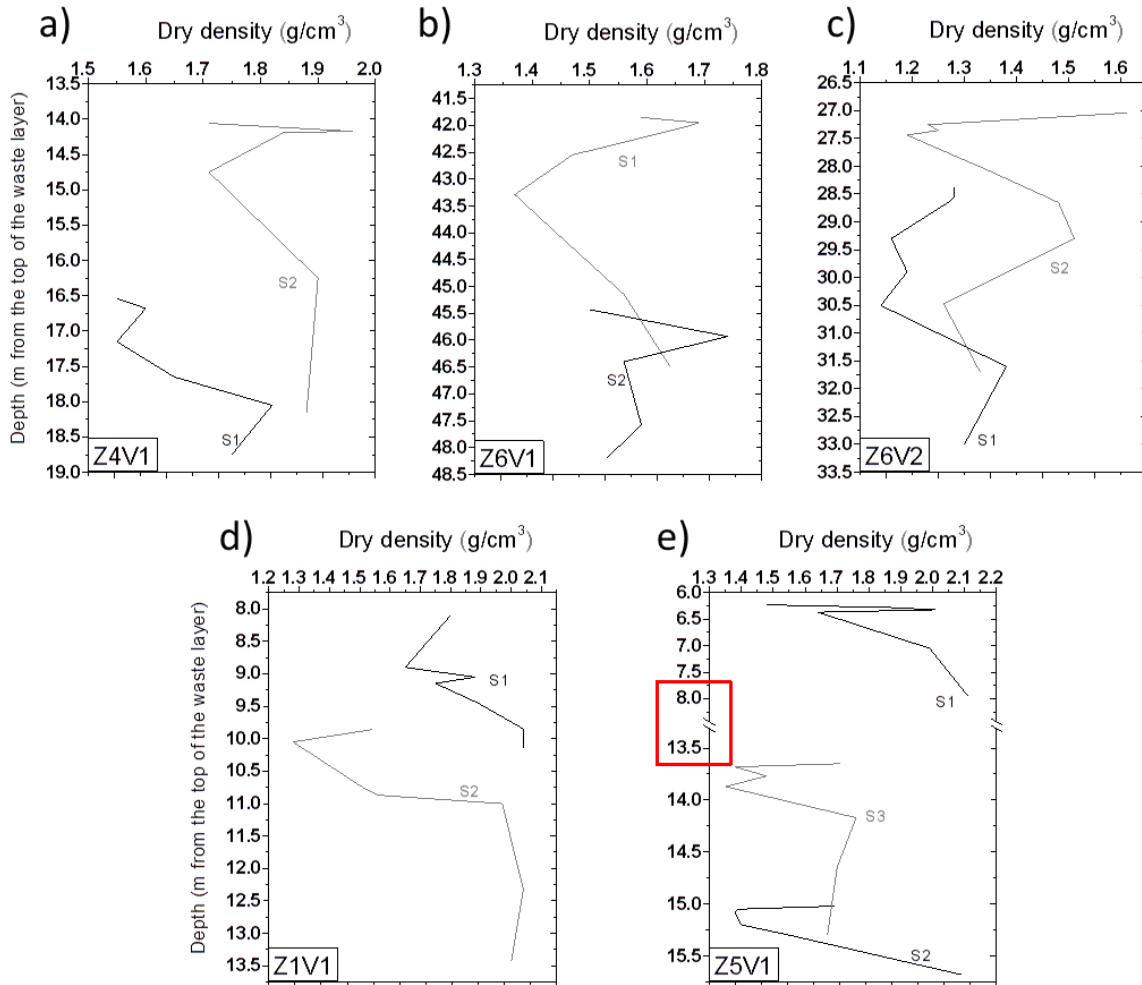 a)
Dry density (g/cm³)
1.5 1.6 1.7 1.8 1.9 2.0
Depth (m from the top of the waste layer)
13.5
14.0
14.5
15.0
15.5
16.0
16.5
17.0
17.5
18.0
18.5
19.0
S2
S1
Z4V1
b)
Dry density (g/cm³)
1.3 1.5 1.6 1.7 1.8
42.0
42.5
43.0
43.5
44.0
44.5
45.0
45.5
46.0
46.5
47.0
47.5
48.0
48.5
S1
S2
Z6V1
c)
Dry density (g/cm³)
1.1 1.2 1.3 1.4 1.5 1.6
26.5
27.0
27.5
28.0
28.5
29.0
29.5
30.0
30.5
31.0
31.5
32.0
32.5
33.0
33.5
S2
S1
Z6V2
d)
Dry density (g/cm³)
1.2 1.3 1.4 1.5 1.6 1.8 1.9 2.0 2.1
Depth (m from the top of the waste layer)
8.0
8.5
9.0
9.5
10.0
10.5
11.0
11.5
12.0
12.5
13.0
13.5
S1
S2
Z1V1
e)
Dry density (g/cm³)
1.3 1.4 1.5 1.6 1.7 1.8 1.9 2.0 2.1 2.2
6.0
6.5
7.0
7.5
8.0
13.5
14.0
14.5
15.0
15.5
S1
S3
S2
Z5V1